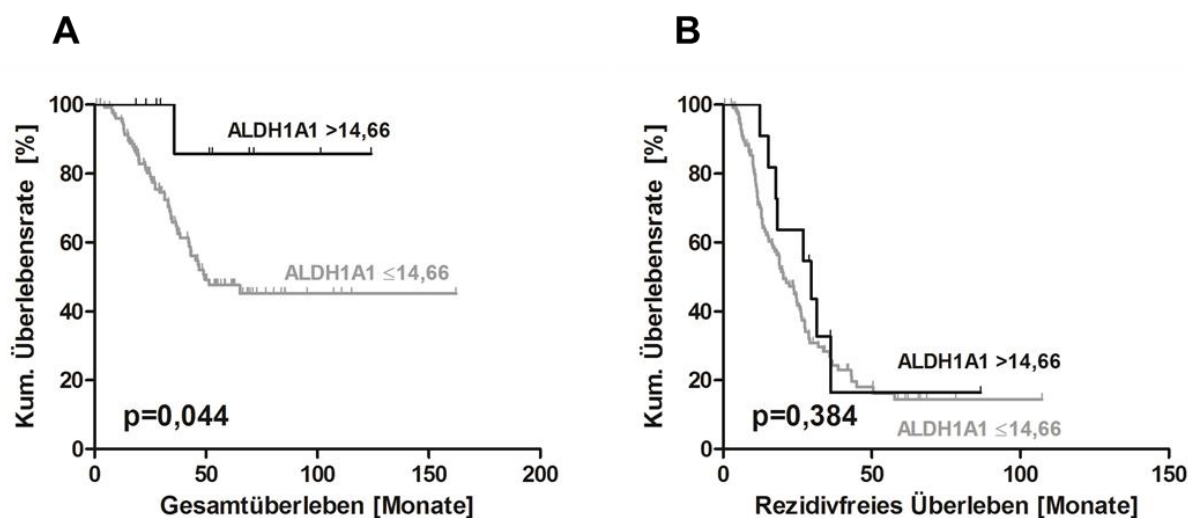 A
B
Kum. Überlebensrate [%]
100
80
60
40
20
0
ALDH1A1 >14,66
ALDH1A1 ≤14,66
p=0,044
0 50 100 150 200
Gesamtüberleben [Monate]
Kum. Überlebensrate [%]
100
80
60
40
20
0
ALDH1A1 >14,66
p=0,384
ALDH1A1 ≤14,66
0 50 100 150
Rezidivfreies Überleben [Monate]